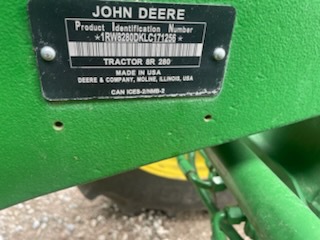 JOHN DEERE
Product Identification Number
*1RW8280DKLC171256*
TRACTOR 8R 280
MADE IN USA
DEERE & COMPANY, MOLINE, ILLINOIS, USA
CAN ICES-2/NMB-2